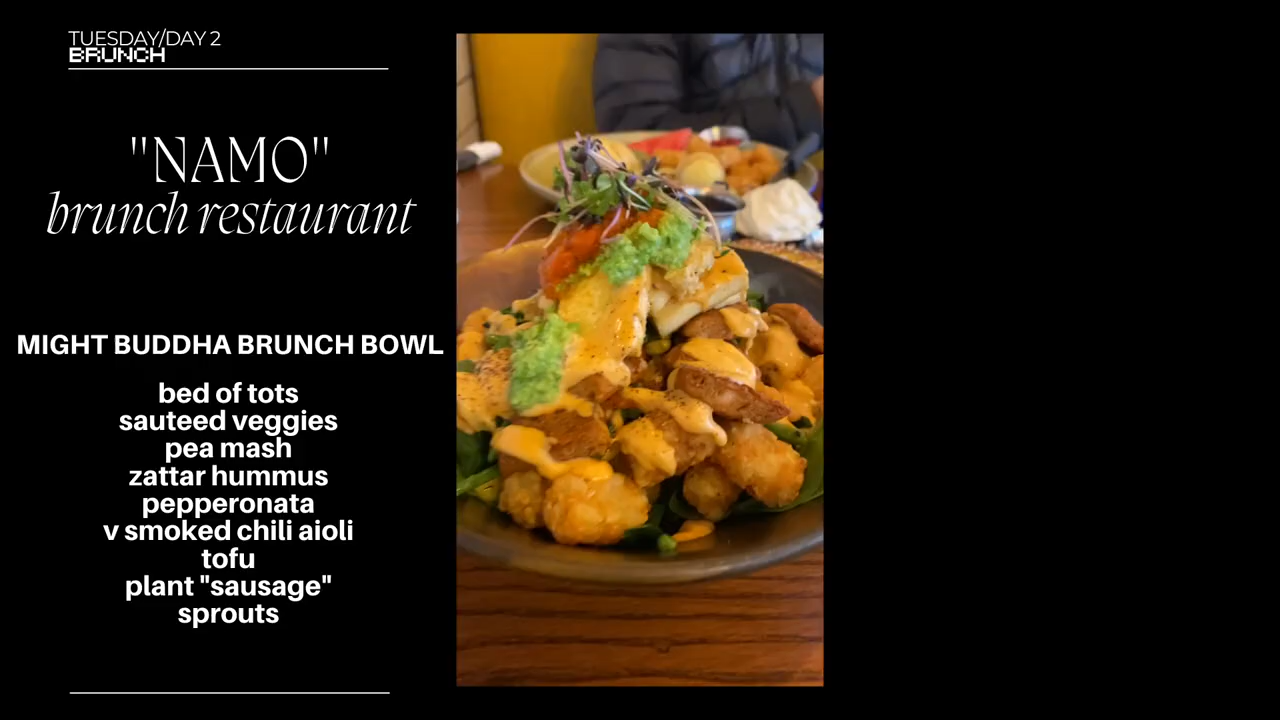 TUESDAY/DAY 2
BRUNCH
"NAMO"
brunch restaurant
MIGHT BUDDHA BRUNCH BOWL
bed of tots
sauteed veggies
pea mash
zattar hummus
pepperonata
v smoked chili aioli
tofu
plant "sausage"
sprouts